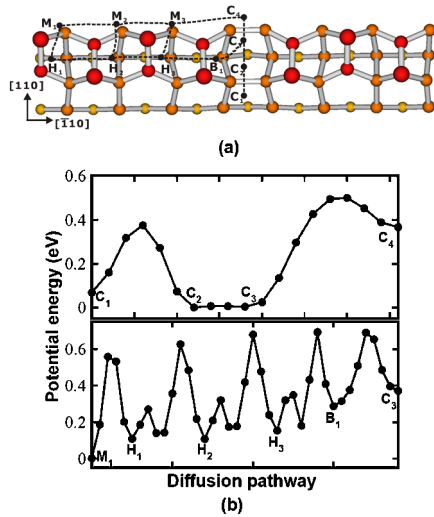 M1 M2 M3 C4
C3
H1 H2 H3 B1 C2
C1
[110]
[1̄10]
(a)
Potential energy (eV)
0.6
0.4
0.2
0
C1 C2 C3 C4
0.6
0.4
0.2
0
M1 H1 H2 H3 B1 C3
Diffusion pathway
(b)